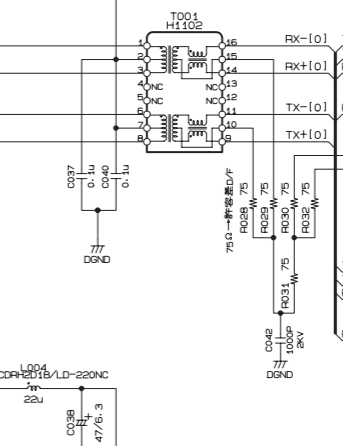 T001
H1102
1
2
3
4
5
6
7
8
NC
NC
NC
NC
16
15
14
13
12
11
10
9
RX-[0]
RX+[0]
TX-[0]
TX+[0]
C037
0.1u
C040
0.1u
DGND
75Ω→許容差D/F
R028 75
R029 75
R030 75
R032 75
R031 75
C042
1000P
2KV
DGND
L004
CDRH2D18/LD-220NC
22u
C038
+
47/6.3